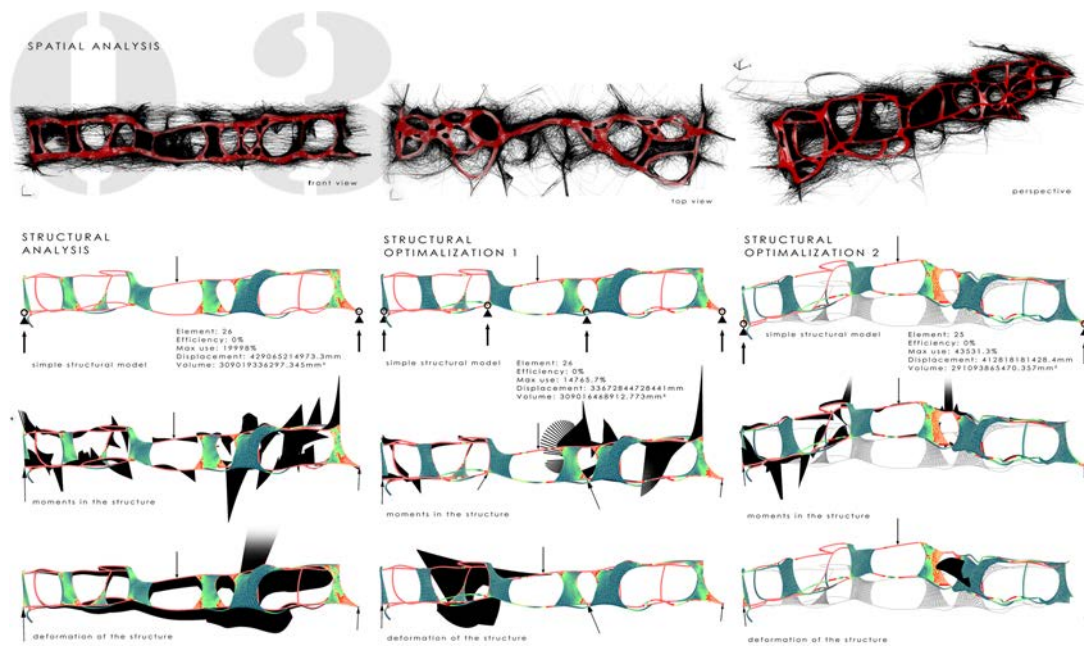 03
SPATIAL ANALYSIS
front view
top view
perspective
STRUCTURAL
ANALYSIS
simple structural model
Element: 26
Efficiency: 0%
Max use: 19998%
Displacement: 429065214973.3mm
Volume: 309019336297.345mm³
moments in the structure
deformation of the structure
STRUCTURAL
OPTIMALIZATION 1
simple structural model
Element: 26
Efficiency: 0%
Max use: 14765.7%
Displacement: 33672844728441mm
Volume: 309016468912.773mm³
moments in the structure
deformation of the structure
STRUCTURAL
OPTIMALIZATION 2
simple structural model
Element: 25
Efficiency: 0%
Max use: 43531.3%
Displacement: 412818181428.4mm
Volume: 291093865470.357mm³
moments in the structure
deformation of the structure